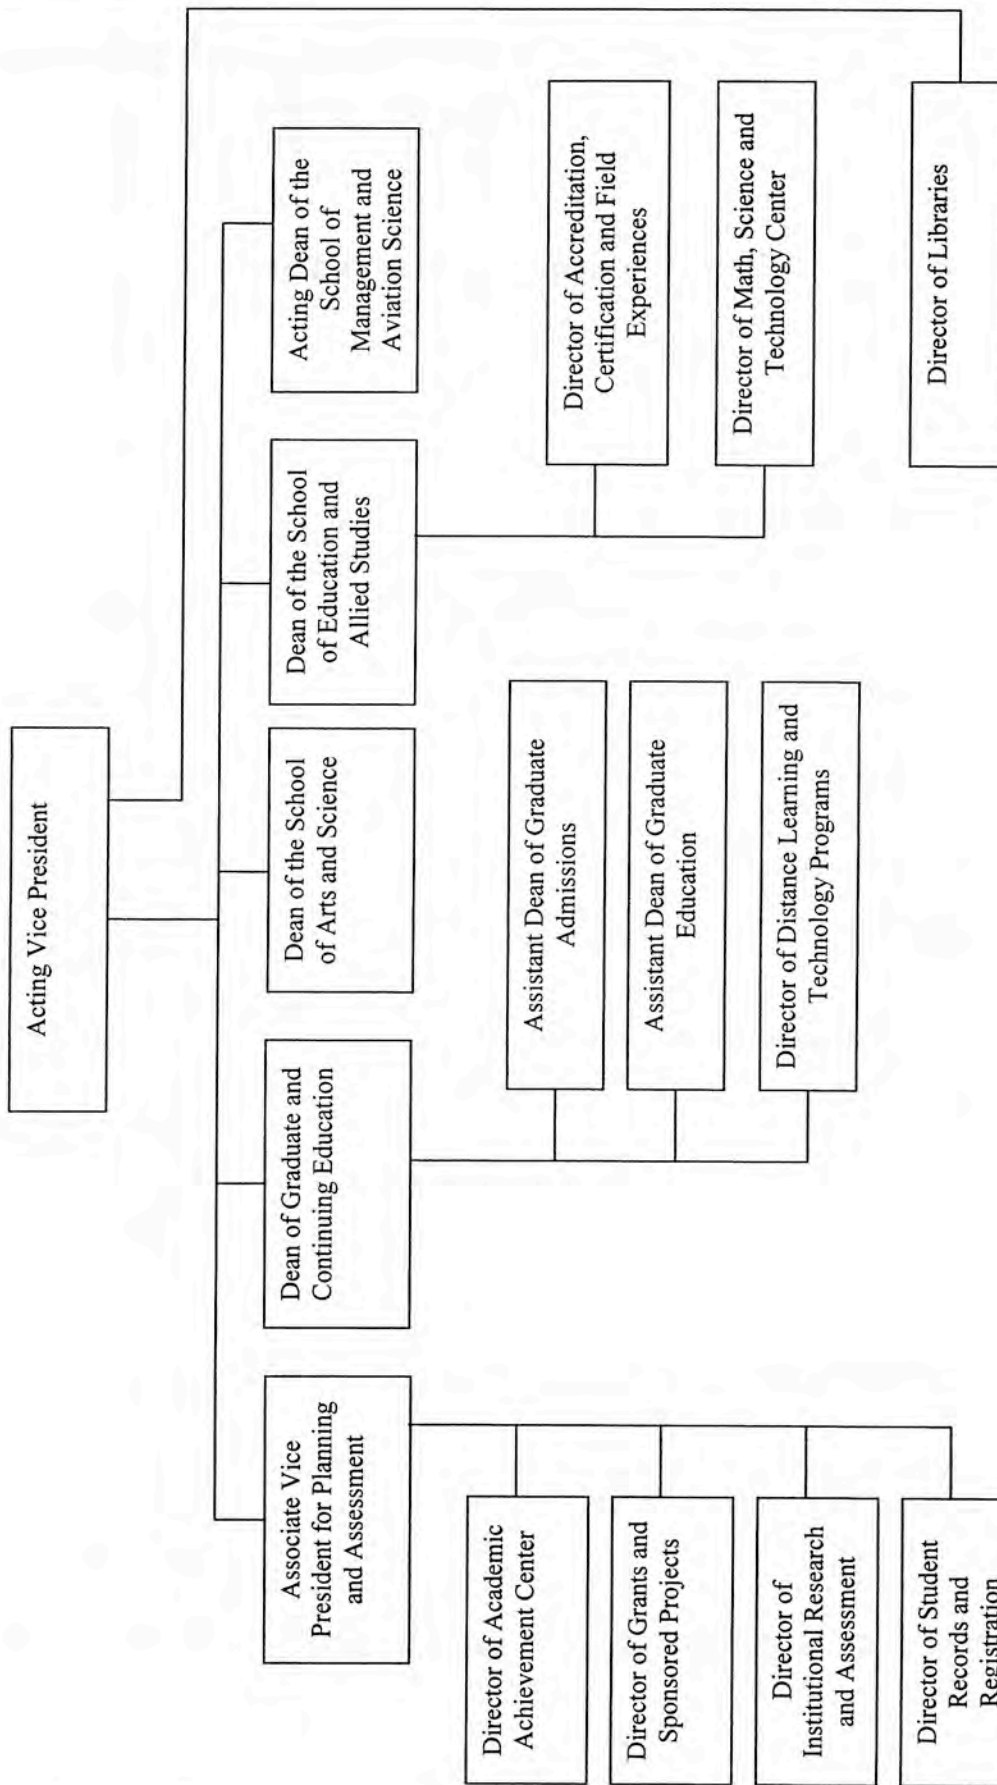 Acting Vice President
Associate Vice
President for Planning
and Assessment
Dean of Graduate and
Continuing Education
Dean of the School
of Arts and Science
Dean of the School
of Education and
Allied Studies
Acting Dean of the
School of
Management and
Aviation Science
Director of Academic
Achievement Center
Director of Grants and
Sponsored Projects
Director of
Institutional Research
and Assessment
Director of Student
Records and
Registration
Assistant Dean of Graduate
Admissions
Assistant Dean of Graduate
Education
Director of Distance Learning and
Technology Programs
Director of Accreditation,
Certification and Field
Experiences
Director of Math, Science and
Technology Center
Director of Libraries